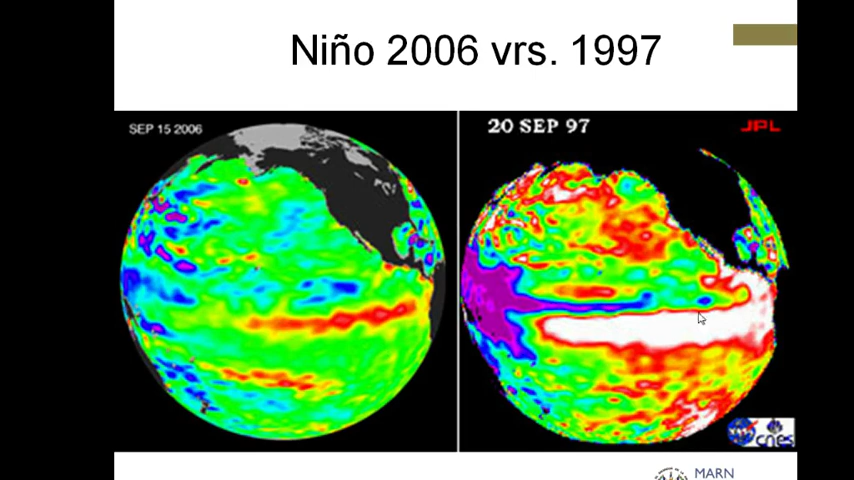 Niño 2006 vrs. 1997
SEP 15 2006
20 SEP 97
JPL
cnes
MARN